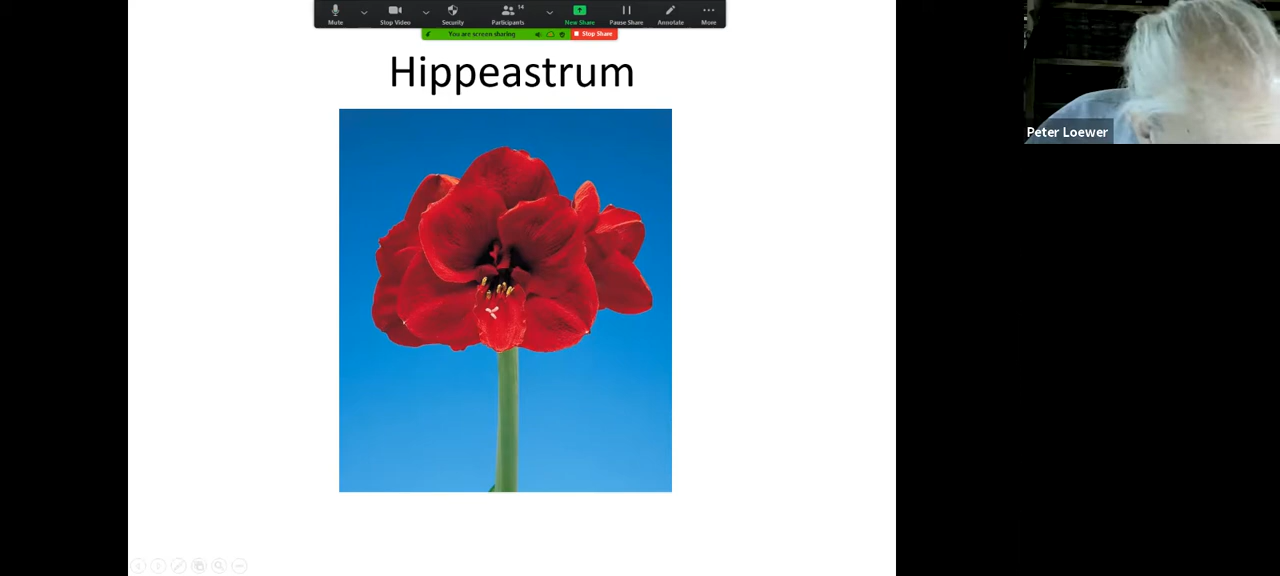 14
Mute
Stop Video
Security
Participants
New Share
Pause Share
Annotate
More
You are screen sharing
Stop Share
Hippeastrum
Peter Loewer